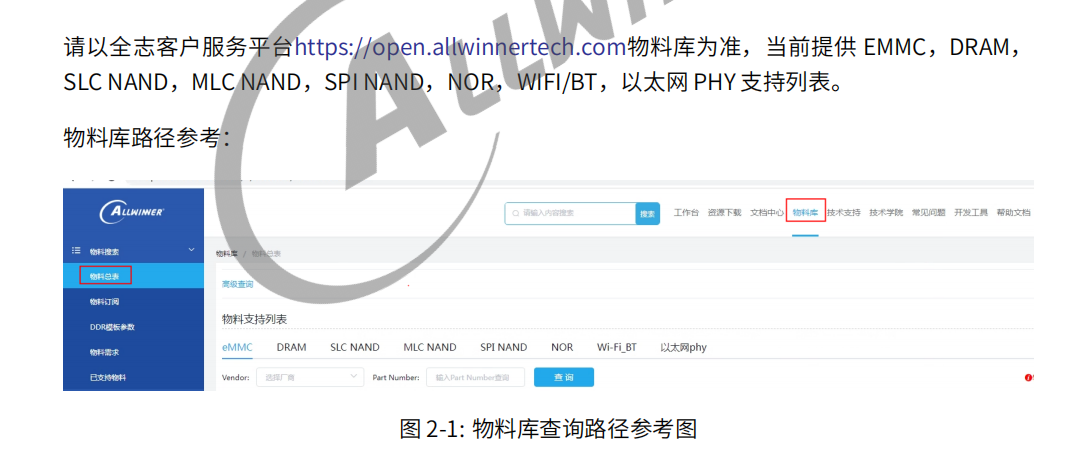 请以全志客户服务平台https://open.allwinnertech.com物料库为准，当前提供 EMMC，DRAM，
SLC NAND，MLC NAND，SPI NAND，NOR，WIFI/BT，以太网 PHY 支持列表。
物料库路径参考：
ALLWINNER
请输入内容搜索 搜索 工作台 资源下载 文档中心 物料库 技术支持 技术学院 常见问题 开发工具 帮助文档
物料搜索
物料库 / 物料总表
物料总表
高级查询
物料订阅
物料支持列表
DDR模板参数
eMMC DRAM SLC NAND MLC NAND SPI NAND NOR Wi-Fi_BT 以太网phy
物料需求
已支持物料
Vendor: 选择厂商 Part Number: 输入Part Number查询 查 询
图 2-1: 物料库查询路径参考图